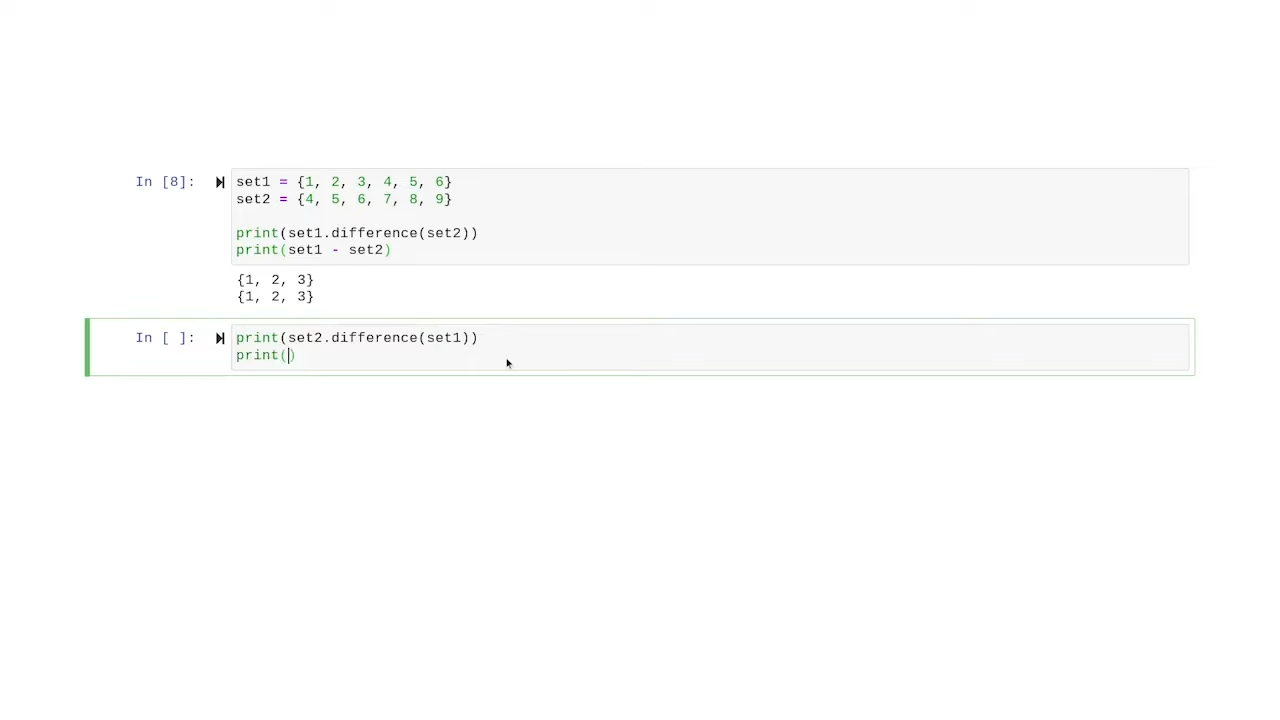 In [8]: set1 = {1, 2, 3, 4, 5, 6}
set2 = {4, 5, 6, 7, 8, 9}
print(set1.difference(set2))
print(set1 - set2)
{1, 2, 3}
{1, 2, 3}
In [ ]: print(set2.difference(set1))
print()